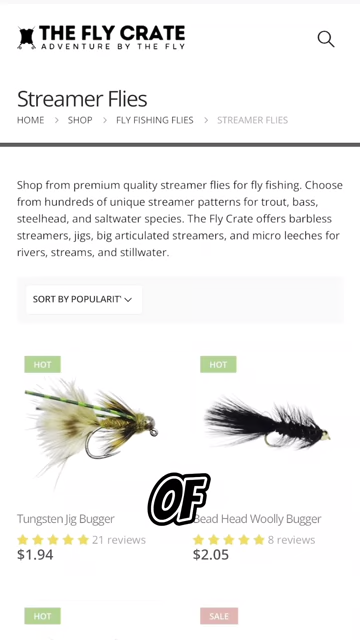 THE FLY CRATE
ADVENTURE BY THE FLY
Streamer Flies
HOME > SHOP > FLY FISHING FLIES > STREAMER FLIES
Shop from premium quality streamer flies for fly fishing. Choose
from hundreds of unique streamer patterns for trout, bass,
steelhead, and saltwater species. The Fly Crate offers barbless
streamers, jigs, big articulated streamers, and micro leeches for
rivers, streams, and stillwater.
SORT BY POPULARIT
HOT
HOT
OF
Tungsten Jig Bugger
Bead Head Woolly Bugger
21 reviews
8 reviews
$1.94
$2.05
HOT
SALE